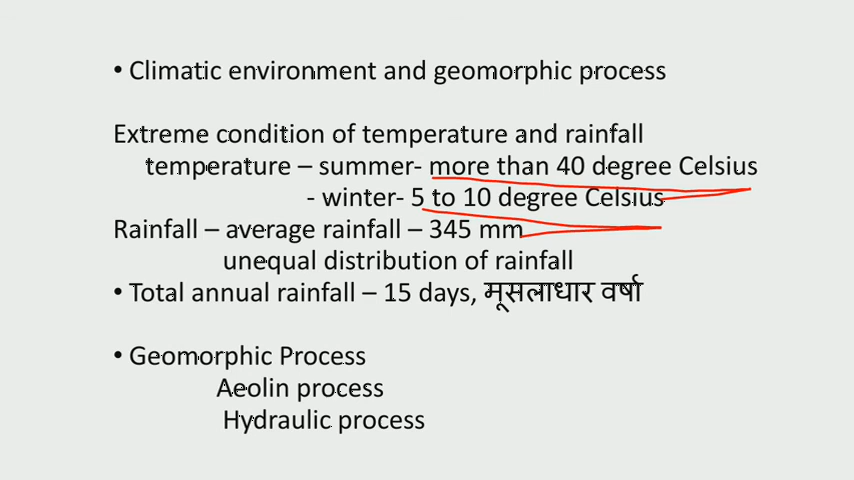 • Climatic environment and geomorphic process
Extreme condition of temperature and rainfall
temperature – summer- more than 40 degree Celsius
- winter- 5 to 10 degree Celsius
Rainfall – average rainfall – 345 mm
unequal distribution of rainfall
• Total annual rainfall – 15 days, मूसलाधार वर्षा
• Geomorphic Process
Aeolin process
Hydraulic process